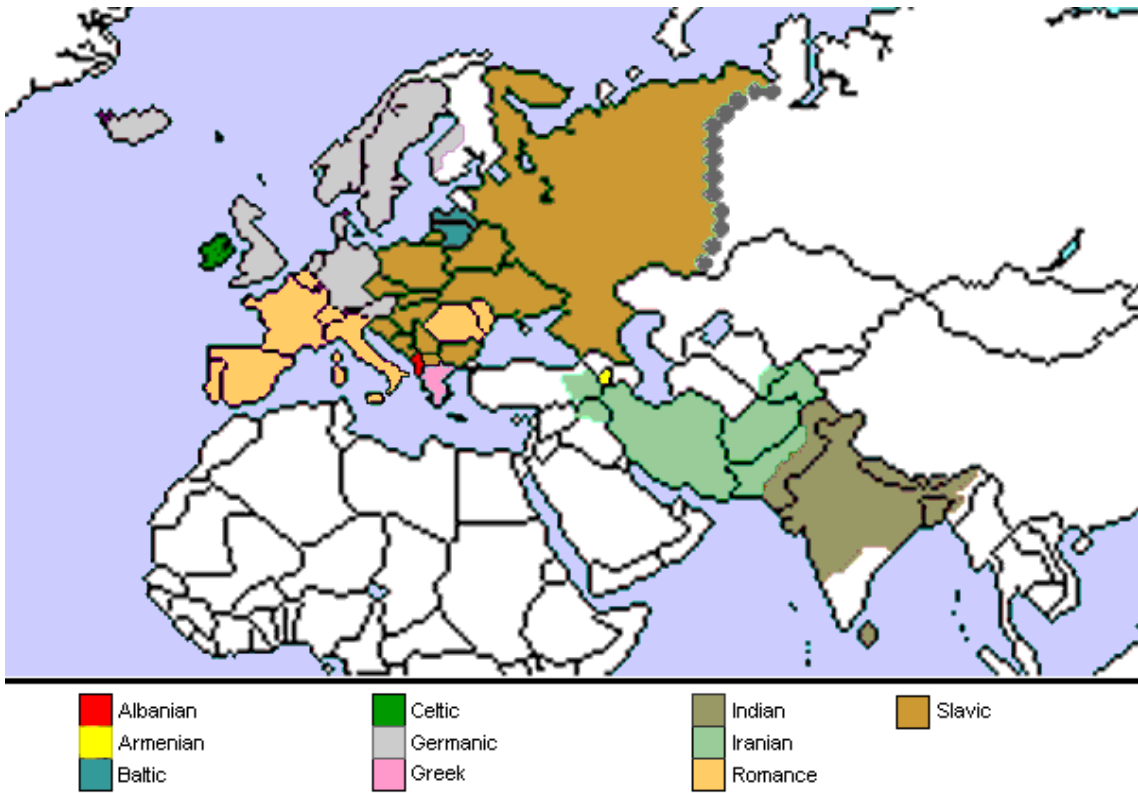 Albanian
Armenian
Baltic
Celtic
Germanic
Greek
Indian
Iranian
Romance
Slavic